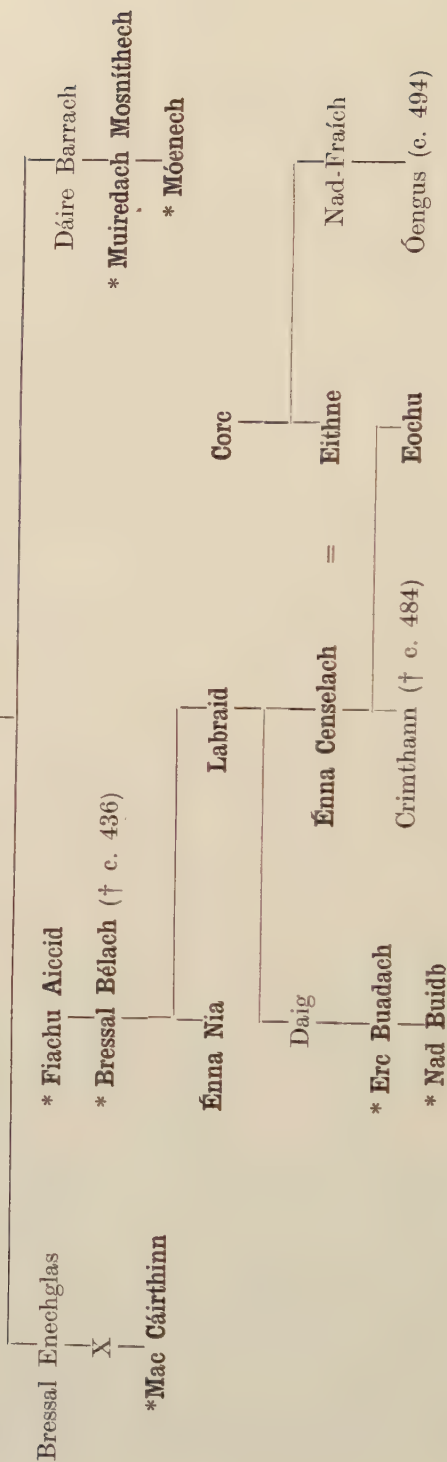 Bressal Enechglas * Fiachu Aiccid Dáire Barrach
X * Bressal Bélach († c. 436) * Muiredach Mosníthech
*Mac Cáirthinn * Móenech
Énna Nia Labraid Corc
Daig Énna Censelach = Eithne Nad-Fraích
* Erc Buadach Crimthann († c. 484) Eochu Óengus (c. 494)
* Nad Buidb